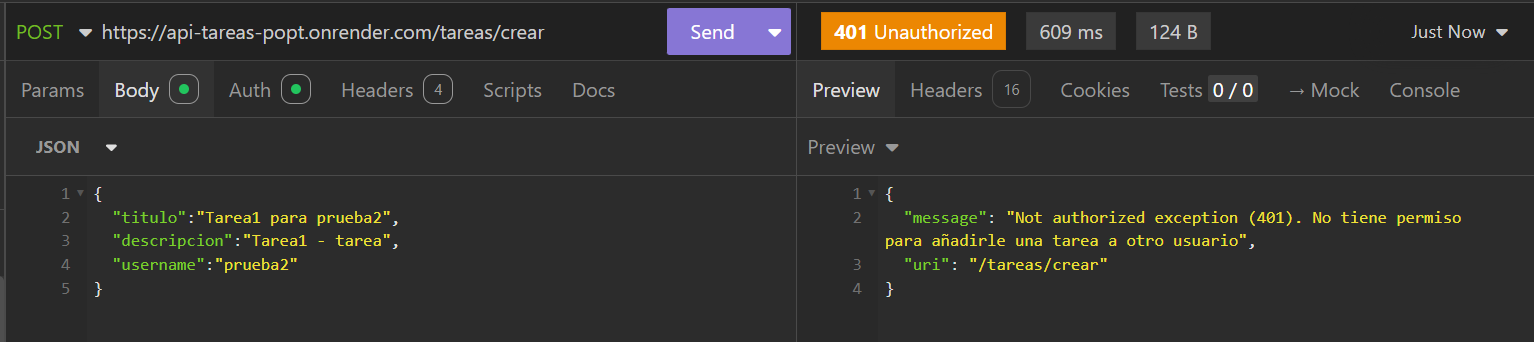 POST https://api-tareas-popt.onrender.com/tareas/crear Send
Params Body Auth Headers 4 Scripts Docs
JSON
1 {
2 "titulo":"Tarea1 para prueba2",
3 "descripcion":"Tarea1 - tarea",
4 "username":"prueba2"
5 }
401 Unauthorized 609 ms 124 B Just Now
Preview Headers 16 Cookies Tests 0 / 0 → Mock Console
Preview
1 {
2 "message": "Not authorized exception (401). No tiene permiso
para añadirle una tarea a otro usuario",
3 "uri": "/tareas/crear"
4 }